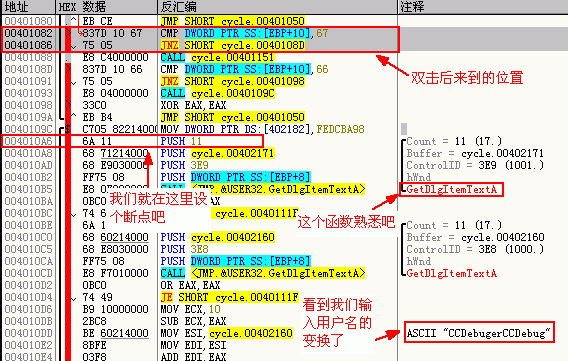 地址 HEX 数据 反汇编 注释
00401080 EB CE JMP SHORT cycle.00401050
00401082 837D 10 67 CMP DWORD PTR SS:[EBP+10],67
00401086 75 05 JNZ SHORT cycle.0040108D
00401088 E8 C4000000 CALL cycle.00401151
0040108D 837D 10 66 CMP DWORD PTR SS:[EBP+10],66
双击后来到的位置
00401091 75 05 JNZ SHORT cycle.00401098
00401093 E8 04000000 CALL cycle.0040109C
00401098 33C0 XOR EAX,EAX
0040109A EB B4 JMP SHORT cycle.00401050
0040109C C705 82214000 MOV DWORD PTR DS:[402182],FEDCBA98
004010A6 6A 11 PUSH 11 Count = 11 (17.)
004010A8 68 71214000 PUSH cycle.00402171 Buffer = cycle.00402171
004010AD 68 E9030000 PUSH 3E9 ControlID = 3E9 (1001.)
004010B2 FF75 08 PUSH DWORD PTR SS:[EBP+8] hWnd
004010B5 CALL <JMP.&USER32.GetDlgItemTextA> GetDlgItemTextA
我们就在这里设
个断点吧
这个函数熟悉吧
004010BA 0BC0
004010BC 74 cycle.0040111F
004010BE 6A Count = 11 (17.)
004010C0 68 60214000 PUSH cycle.00402160 Buffer = cycle.00402160
004010C5 68 E8030000 PUSH 3E8 ControlID = 3E8 (1000.)
004010CA FF75 08 PUSH DWORD PTR SS:[EBP+8] hWnd
004010CD E8 F7010000 CALL <JMP.&USER32.GetDlgItemTextA> GetDlgItemTextA
004010D2 0BC0 OR EAX,EAX
004010D4 74 49 JE SHORT cycle.0040111F
004010D6 B9 10000000 MOV ECX,10
004010DB 2BC8 SUB ECX,EAX
看到我们输
入用户名的
变换了
004010DD BE 60214000 MOV ESI,cycle.00402160 ASCII "CCDebugerCCDebug"
004010E2 8BFE MOV EDI,ESI
004010E4 03F8 ADD EDI,EAX